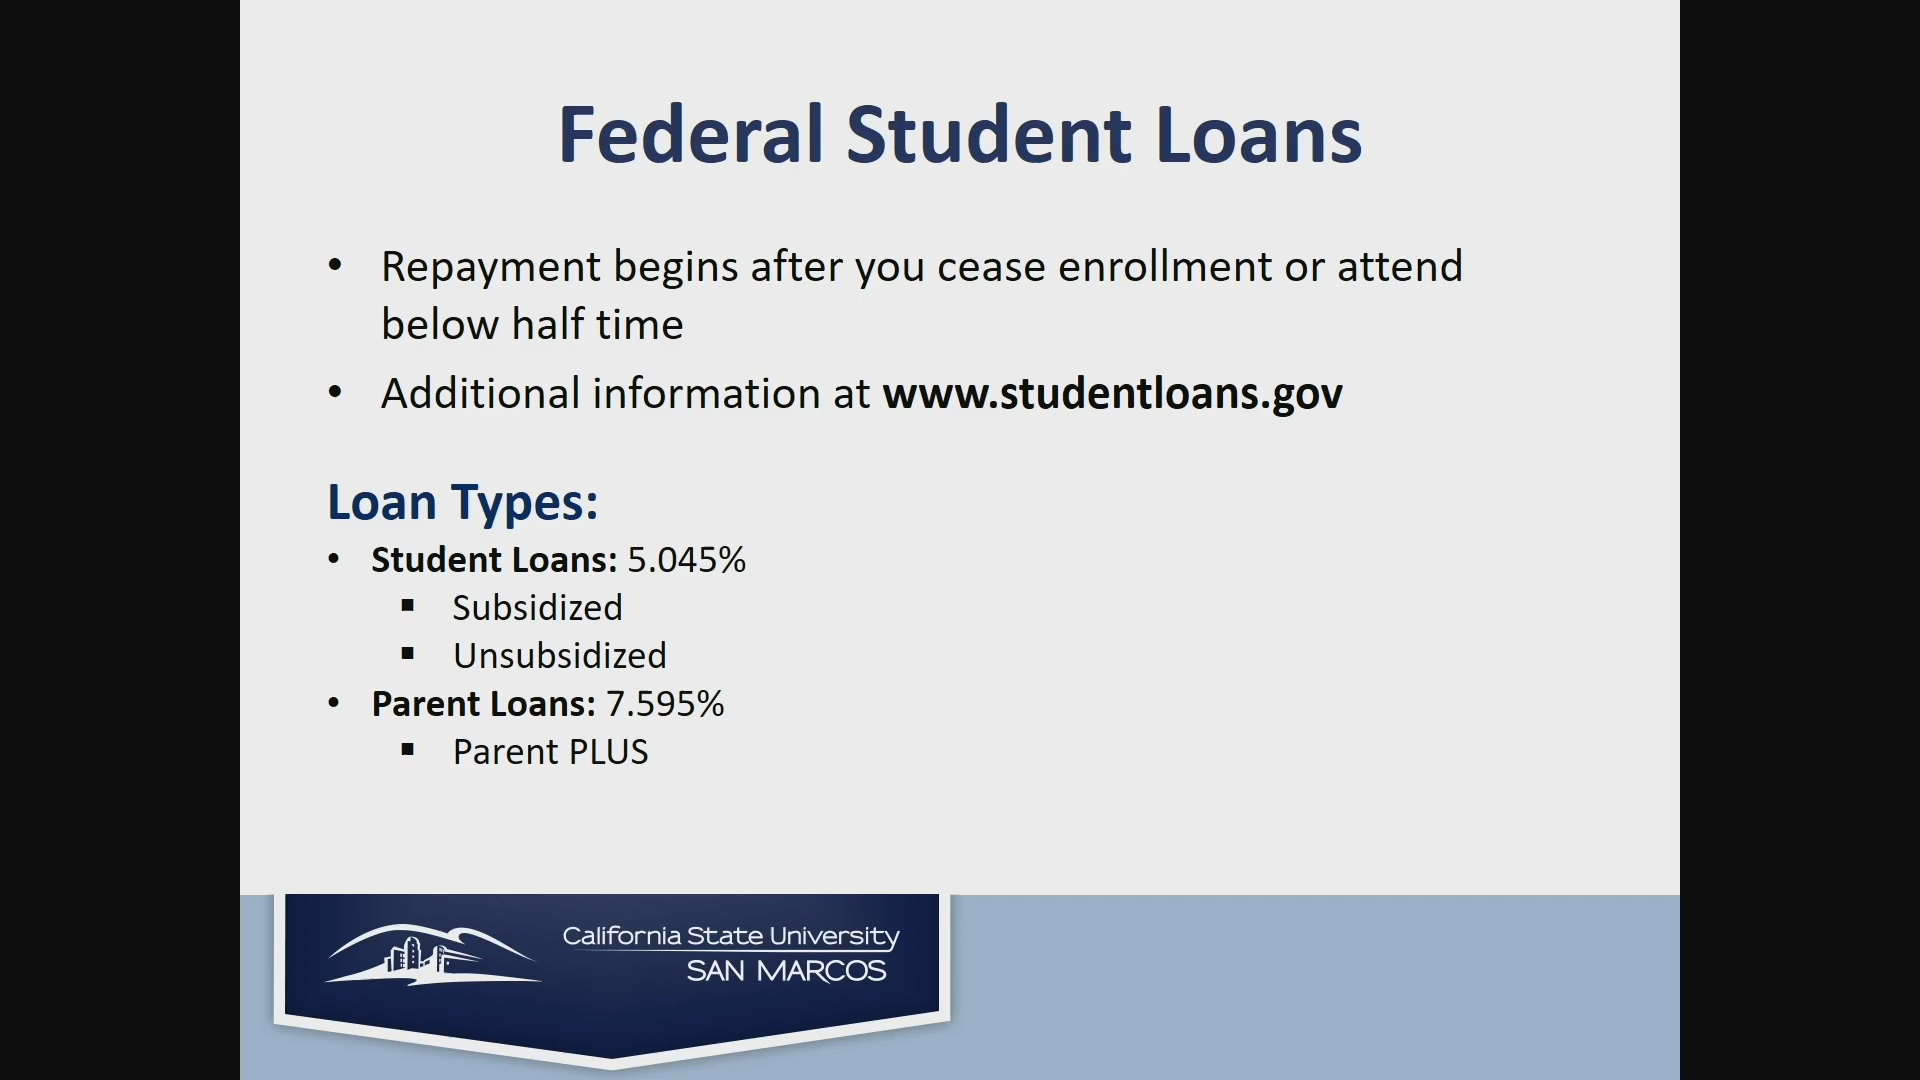 Federal Student Loans
• Repayment begins after you cease enrollment or attend
below half time
• Additional information at www.studentloans.gov
Loan Types:
• Student Loans: 5.045%
▪ Subsidized
▪ Unsubsidized
• Parent Loans: 7.595%
▪ Parent PLUS
California State University
SAN MARCOS